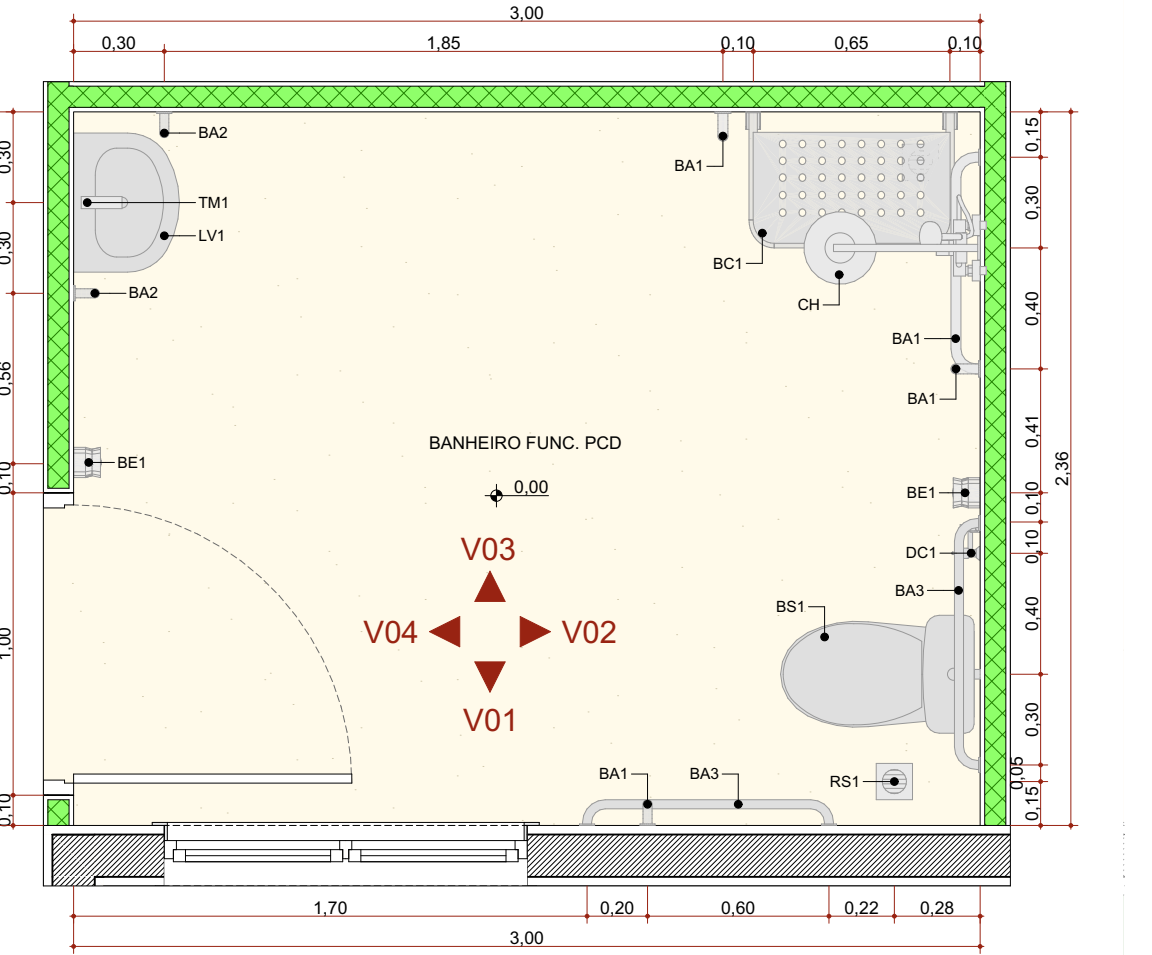 3,00
0,30
1,85
0,10
0,65
0,10
BA2
BA1
TM1
LV1
BC1
BA2
CH
BA1
BA1
BE1
BANHEIRO FUNC. PCD
0,00
BE1
V03
DC1
BA3
BS1
V04
V02
V01
BA1
BA3
RS1
0,30
0,30
0,56
0,10
1,00
0,10
0,15
0,30
0,40
0,41
0,10
0,10
0,40
0,30
0,05
0,15
2,36
1,70
0,20
0,60
0,22
0,28
3,00